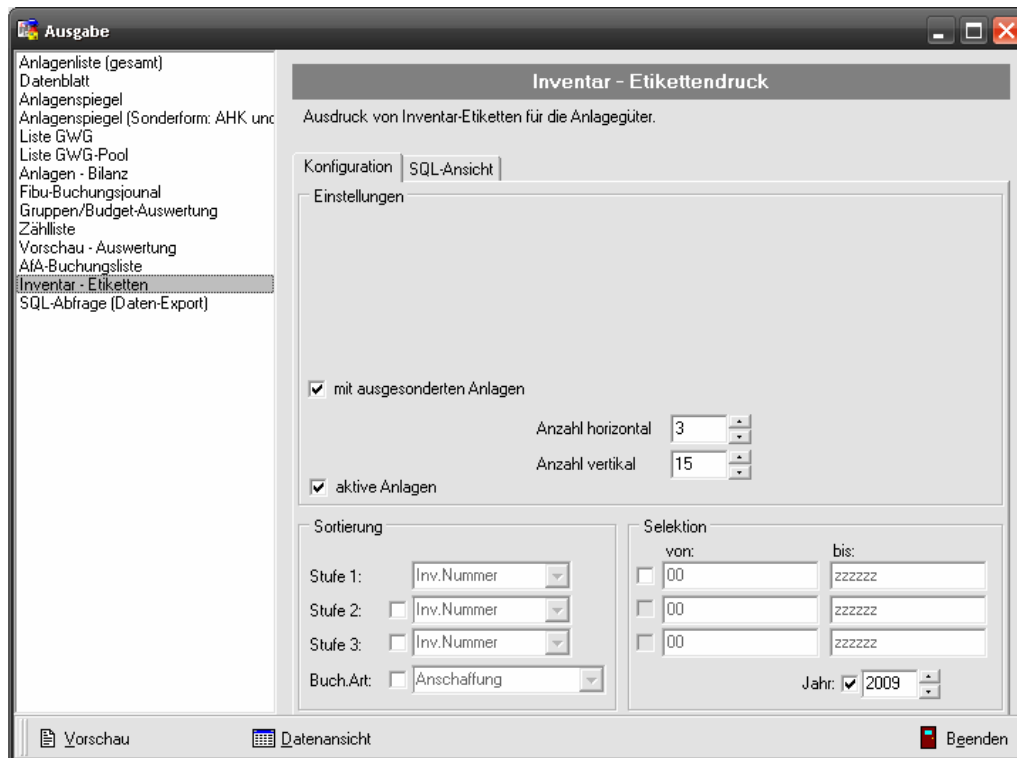 Ausgabe
Anlagenliste (gesamt)
Datenblatt
Anlagenspiegel
Anlagenspiegel (Sonderform: AHK und
Liste GWG
Liste GWG-Pool
Anlagen - Bilanz
Fibu-Buchungsjounal
Gruppen/Budget-Auswertung
Zählliste
Vorschau - Auswertung
AfA-Buchungsliste
Inventar - Etiketten
SQL-Abfrage (Daten-Export)
Inventar - Etikettendruck
Ausdruck von Inventar-Etiketten für die Anlagegüter.
Konfiguration SQL-Ansicht
Einstellungen
mit ausgesonderten Anlagen
Anzahl horizontal 3
Anzahl vertikal 15
aktive Anlagen
Sortierung
Stufe 1: Inv.Nummer
Stufe 2: Inv.Nummer
Stufe 3: Inv.Nummer
Buch.Art: Anschaffung
Selektion
von: bis:
00 zzzzzz
00 zzzzzz
00 zzzzzz
Jahr: 2009
Vorschau Datenansicht Beenden